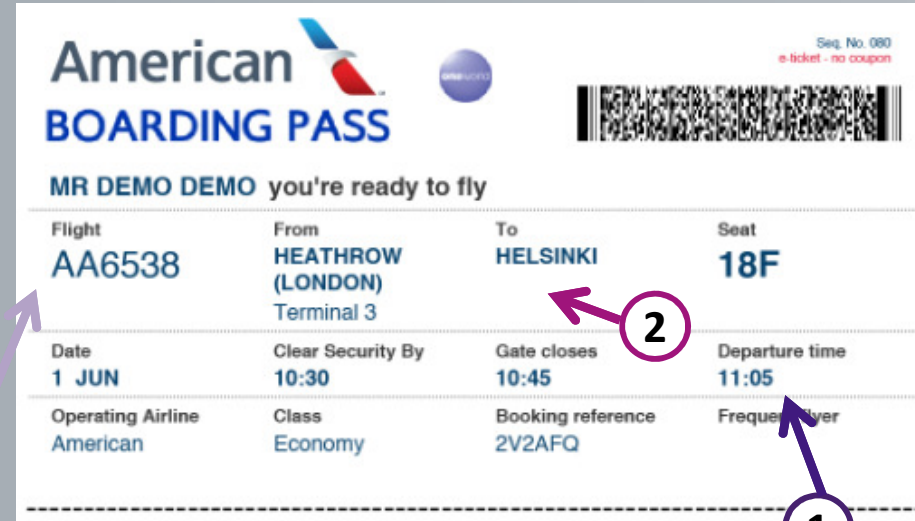 American
oneworld
Seq. No. 080
e-ticket - no coupon
BOARDING PASS
MR DEMO DEMO you're ready to fly
Flight From To Seat
AA6538 HEATHROW HELSINKI 18F
(LONDON)
Terminal 3
2
Date Clear Security By Gate closes Departure time
1 JUN 10:30 10:45 11:05
Operating Airline Class Booking reference
American Economy 2V2AFQ
1